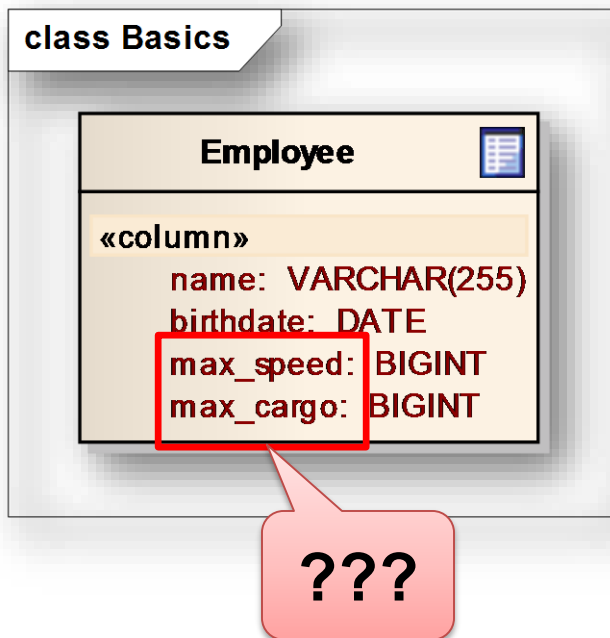 class Basics
Employee
«column»
name: VARCHAR(255)
birthdate: DATE
max_speed: BIGINT
max_cargo: BIGINT
???